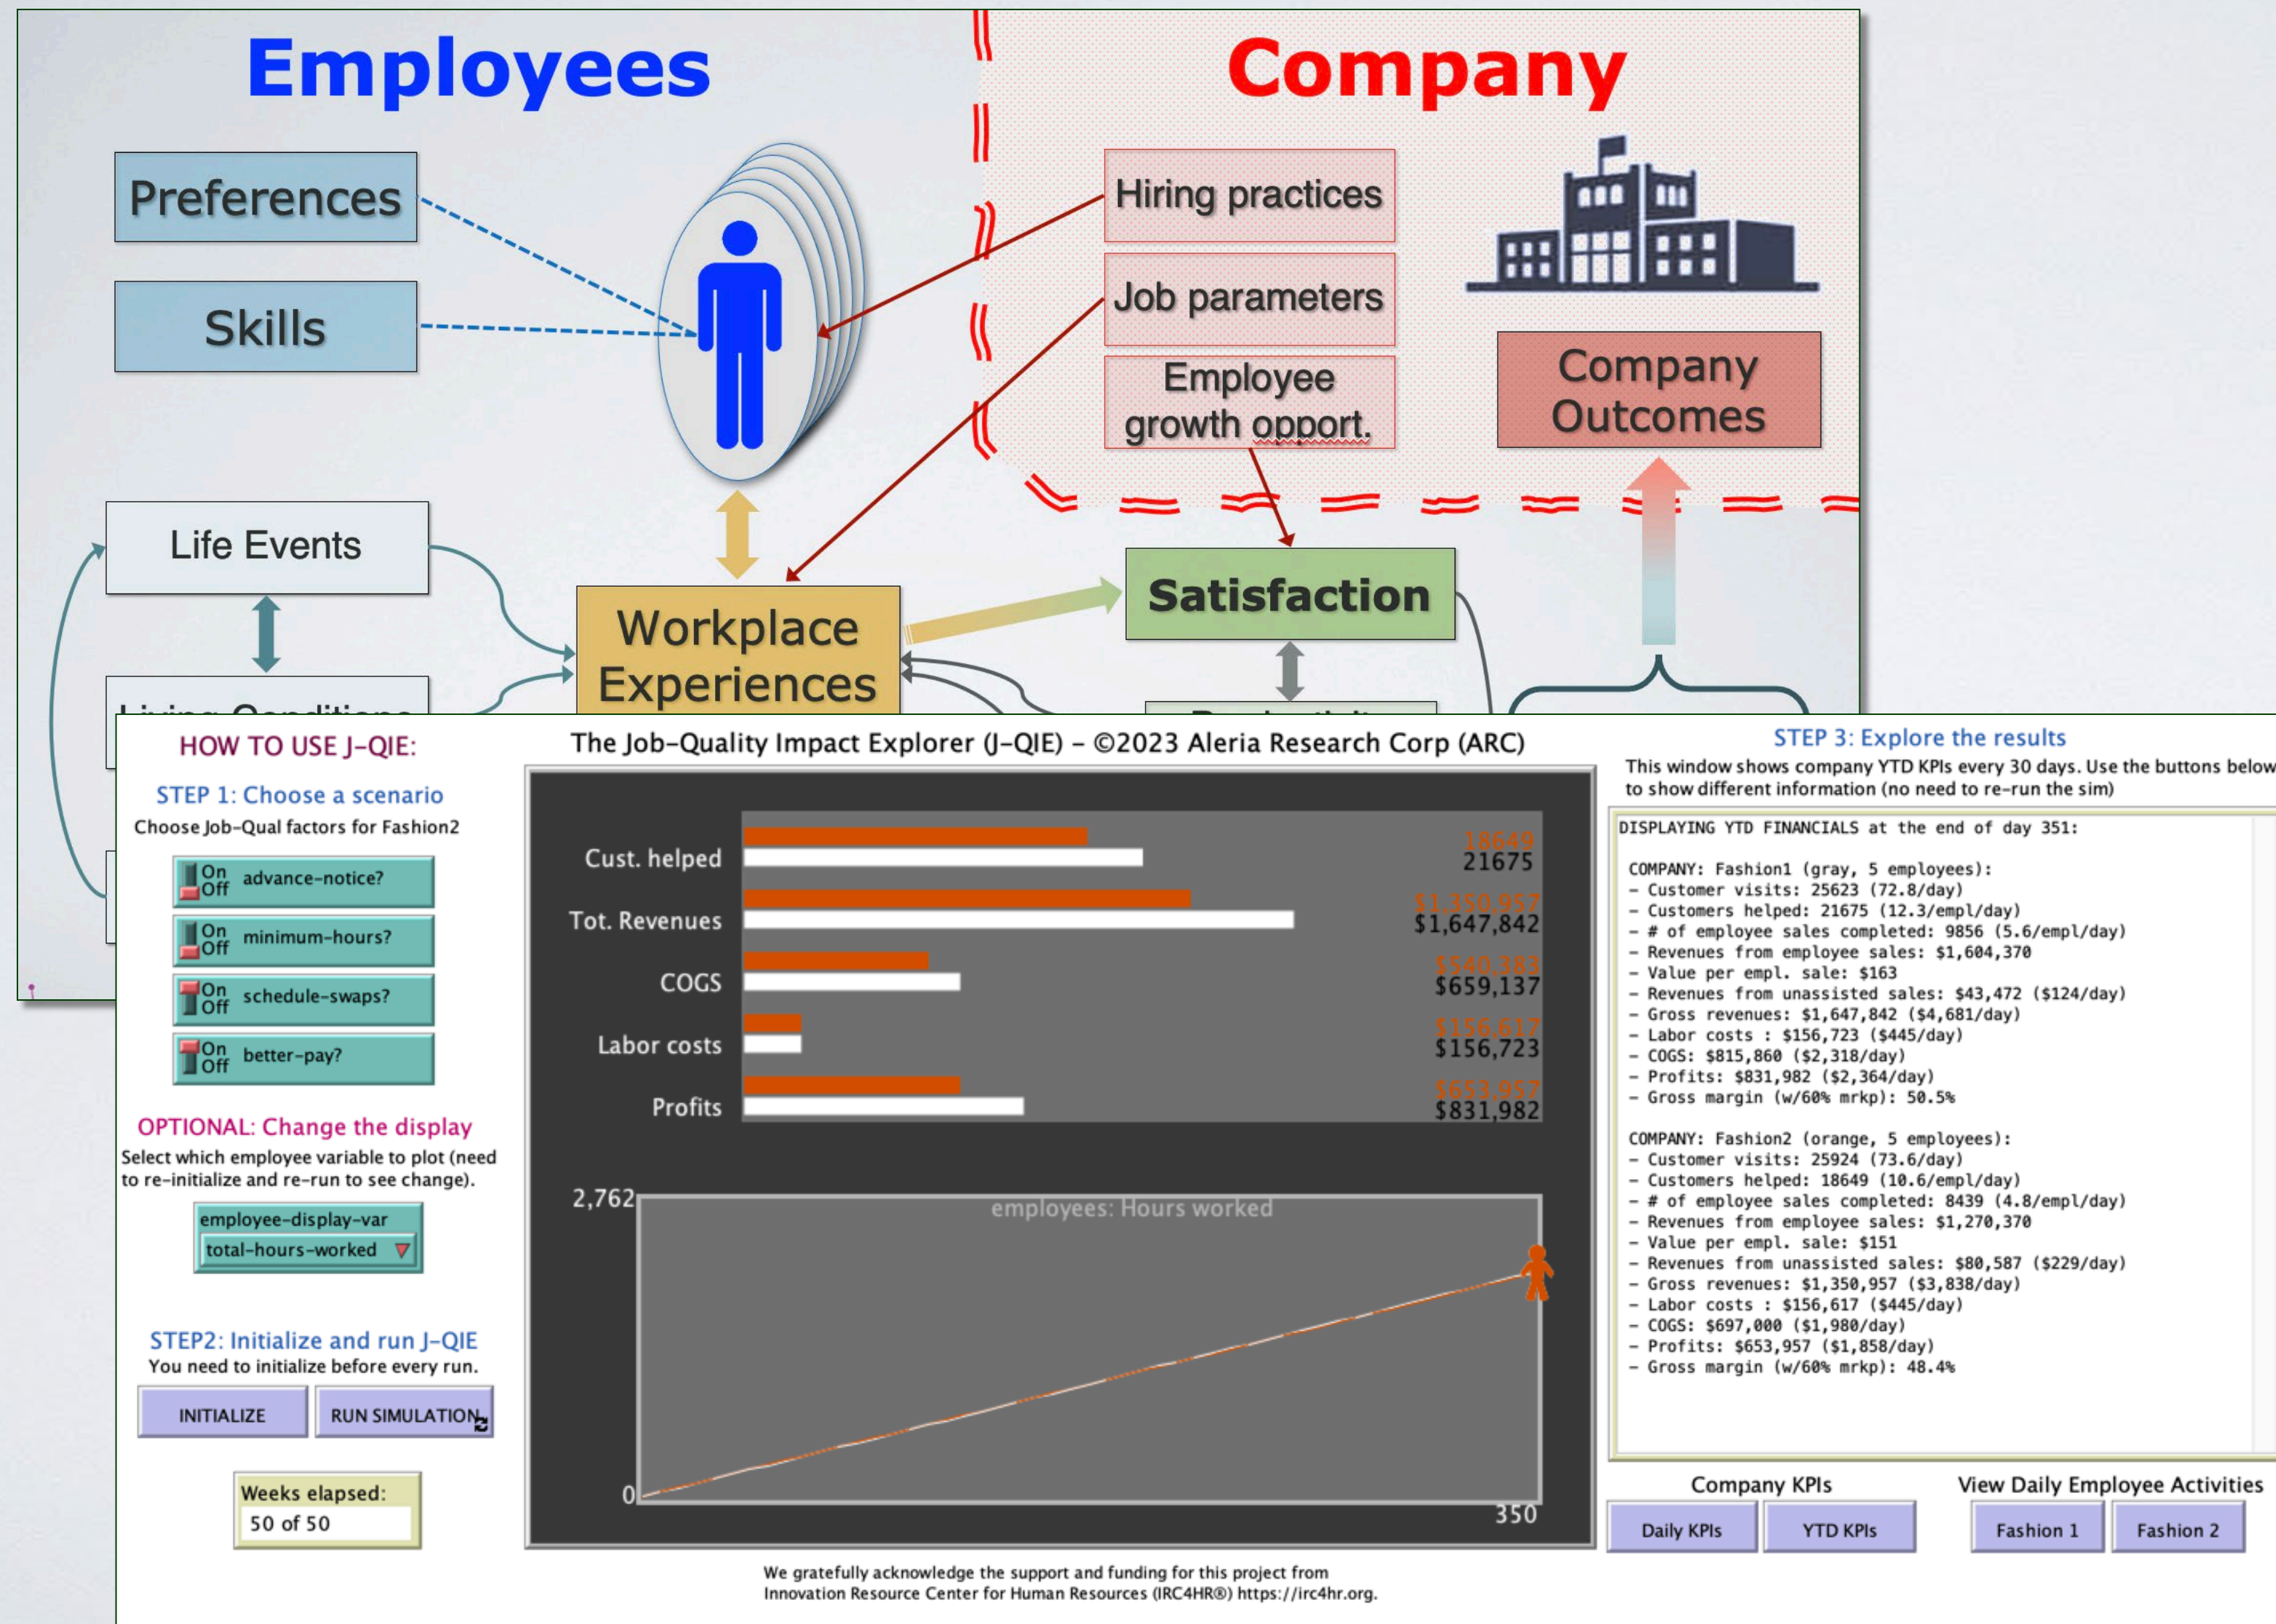 Employees
Company
Preferences
Skills
Hiring practices
Job parameters
Employee
growth opport.
Company
Outcomes
Life Events
Workplace
Experiences
Satisfaction
Living Conditions
HOW TO USE J-QIE:
STEP 1: Choose a scenario
Choose Job-Qual factors for Fashion2
On
Off
advance-notice?
On
Off
minimum-hours?
On
Off
schedule-swaps?
On
Off
better-pay?
OPTIONAL: Change the display
Select which employee variable to plot (need
to re-initialize and re-run to see change).
employee-display-var
total-hours-worked
STEP2: Initialize and run J-QIE
You need to initialize before every run.
INITIALIZE
RUN SIMULATION
Weeks elapsed:
50 of 50
The Job-Quality Impact Explorer (J-QIE) – ©2023 Aleria Research Corp (ARC)
Cust. helped
18649
21675
Tot. Revenues
$1,350,957
$1,647,842
COGS
$540,383
$659,137
Labor costs
$156,617
$156,723
Profits
$653,957
$831,982
2,762
employees: Hours worked
0
350
We gratefully acknowledge the support and funding for this project from
Innovation Resource Center for Human Resources (IRC4HR®) https://irc4hr.org.
STEP 3: Explore the results
This window shows company YTD KPIs every 30 days. Use the buttons below
to show different information (no need to re-run the sim)
DISPLAYING YTD FINANCIALS at the end of day 351:
COMPANY: Fashion1 (gray, 5 employees):
– Customer visits: 25623 (72.8/day)
– Customers helped: 21675 (12.3/empl/day)
– # of employee sales completed: 9856 (5.6/empl/day)
– Revenues from employee sales: $1,604,370
– Value per empl. sale: $163
– Revenues from unassisted sales: $43,472 ($124/day)
– Gross revenues: $1,647,842 ($4,681/day)
– Labor costs : $156,723 ($445/day)
– COGS: $815,860 ($2,318/day)
– Profits: $831,982 ($2,364/day)
– Gross margin (w/60% mrkp): 50.5%
COMPANY: Fashion2 (orange, 5 employees):
– Customer visits: 25924 (73.6/day)
– Customers helped: 18649 (10.6/empl/day)
– # of employee sales completed: 8439 (4.8/empl/day)
– Revenues from employee sales: $1,270,370
– Value per empl. sale: $151
– Revenues from unassisted sales: $80,587 ($229/day)
– Gross revenues: $1,350,957 ($3,838/day)
– Labor costs : $156,617 ($445/day)
– COGS: $697,000 ($1,980/day)
– Profits: $653,957 ($1,858/day)
– Gross margin (w/60% mrkp): 48.4%
Company KPIs
Daily KPIs
YTD KPIs
View Daily Employee Activities
Fashion 1
Fashion 2